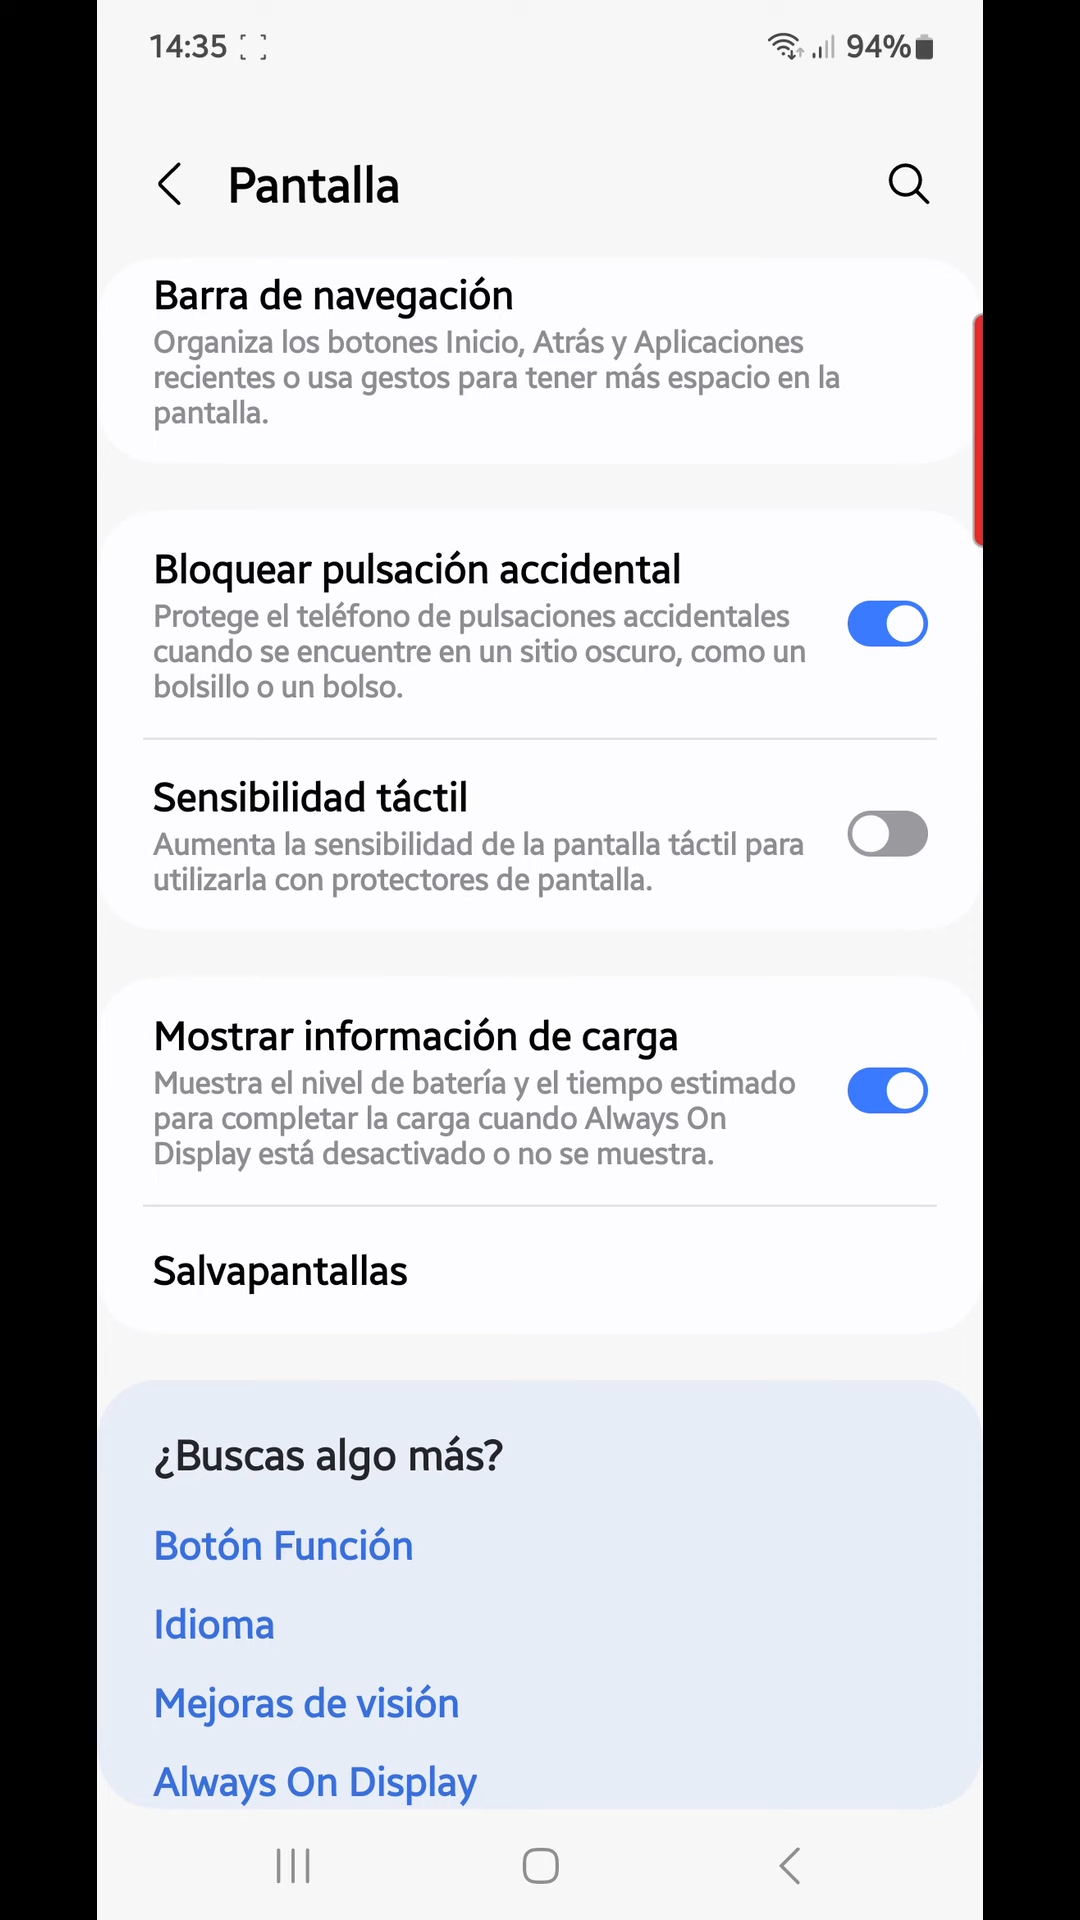 14:35
94%
Pantalla
Barra de navegación
Organiza los botones Inicio, Atrás y Aplicaciones
recientes o usa gestos para tener más espacio en la
pantalla.
Bloquear pulsación accidental
Protege el teléfono de pulsaciones accidentales
cuando se encuentre en un sitio oscuro, como un
bolsillo o un bolso.
Sensibilidad táctil
Aumenta la sensibilidad de la pantalla táctil para
utilizarla con protectores de pantalla.
Mostrar información de carga
Muestra el nivel de batería y el tiempo estimado
para completar la carga cuando Always On
Display está desactivado o no se muestra.
Salvapantallas
¿Buscas algo más?
Botón Función
Idioma
Mejoras de visión
Always On Display